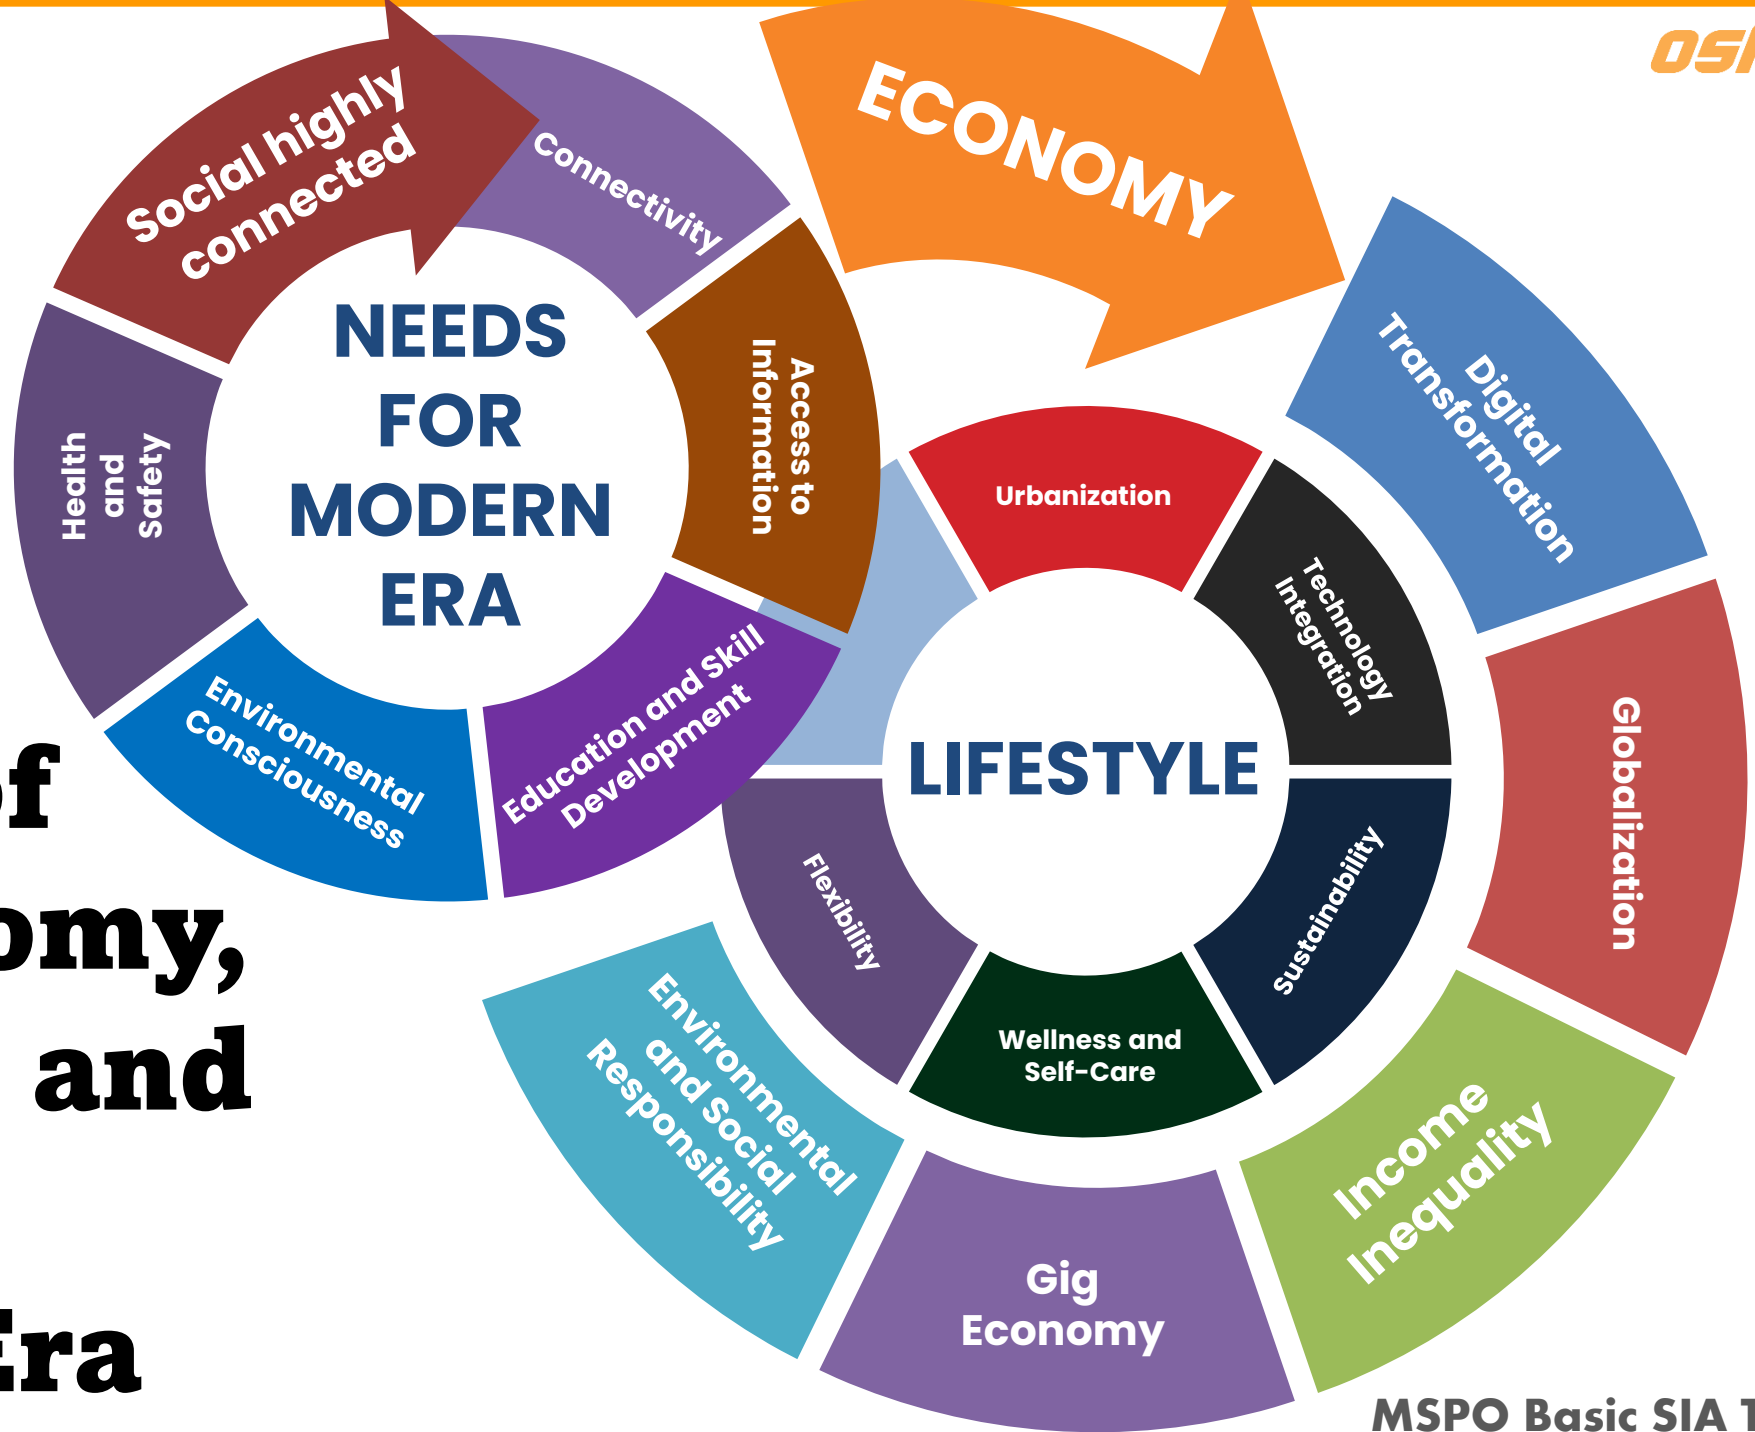 Social highly
connected
Connectivity
Access to
Information
Education and Skill
Development
Environmental
Consciousness
Health
and
Safety
NEEDS
FOR
MODERN
ERA
ECONOMY
Digital
Transformation
Globalization
Income
Inequality
Gig
Economy
Environmental
and Social
Responsibility
Urbanization
Technology
Integration
Sustainability
Wellness and
Self-Care
Flexibility
LIFESTYLE
of
omy,
and
Era
MSPO Basic SIA T